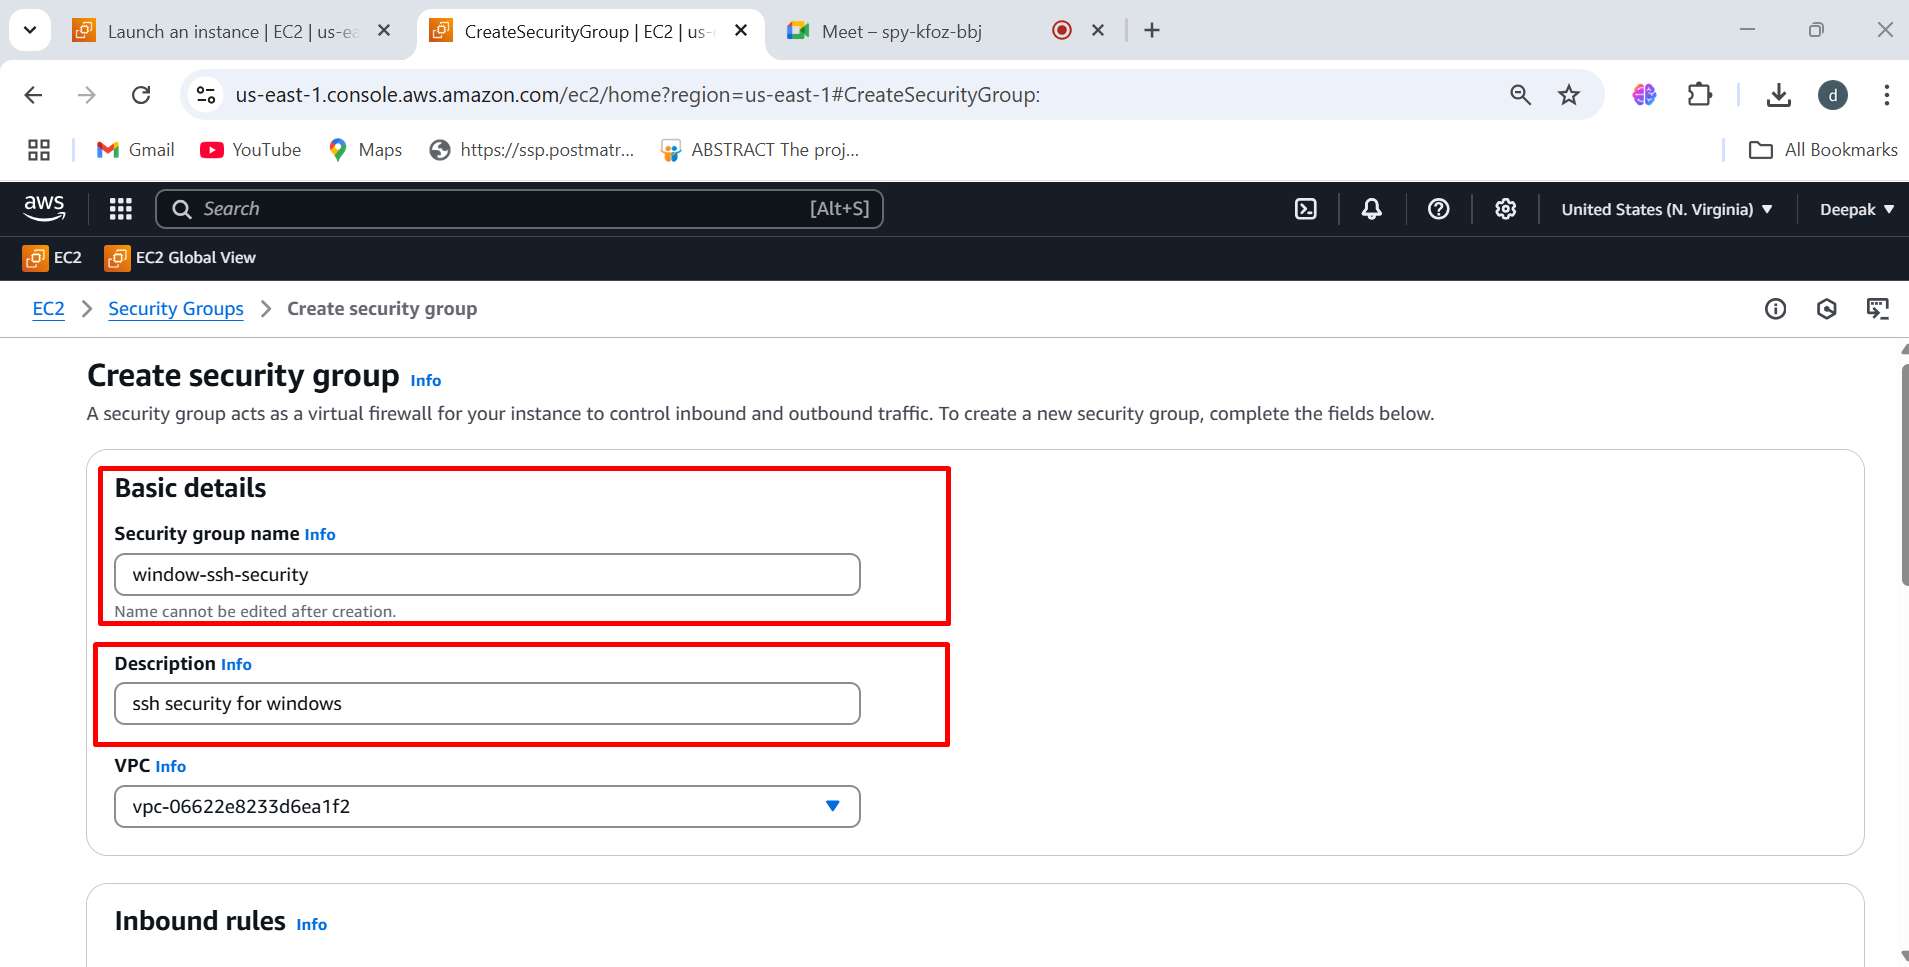 Launch an instance | EC2 | us-ea
CreateSecurityGroup | EC2 | us-
Meet – spy-kfoz-bbj
us-east-1.console.aws.amazon.com/ec2/home?region=us-east-1#CreateSecurityGroup:
d
Gmail
YouTube
Maps
https://ssp.postmatr...
ABSTRACT The proj...
All Bookmarks
aws
Search
[Alt+S]
United States (N. Virginia)
Deepak
EC2
EC2 Global View
EC2
Security Groups
Create security group
Create security group Info
A security group acts as a virtual firewall for your instance to control inbound and outbound traffic. To create a new security group, complete the fields below.
Basic details
Security group name Info
window-ssh-security
Name cannot be edited after creation.
Description Info
ssh security for windows
VPC Info
vpc-06622e8233d6ea1f2
Inbound rules Info